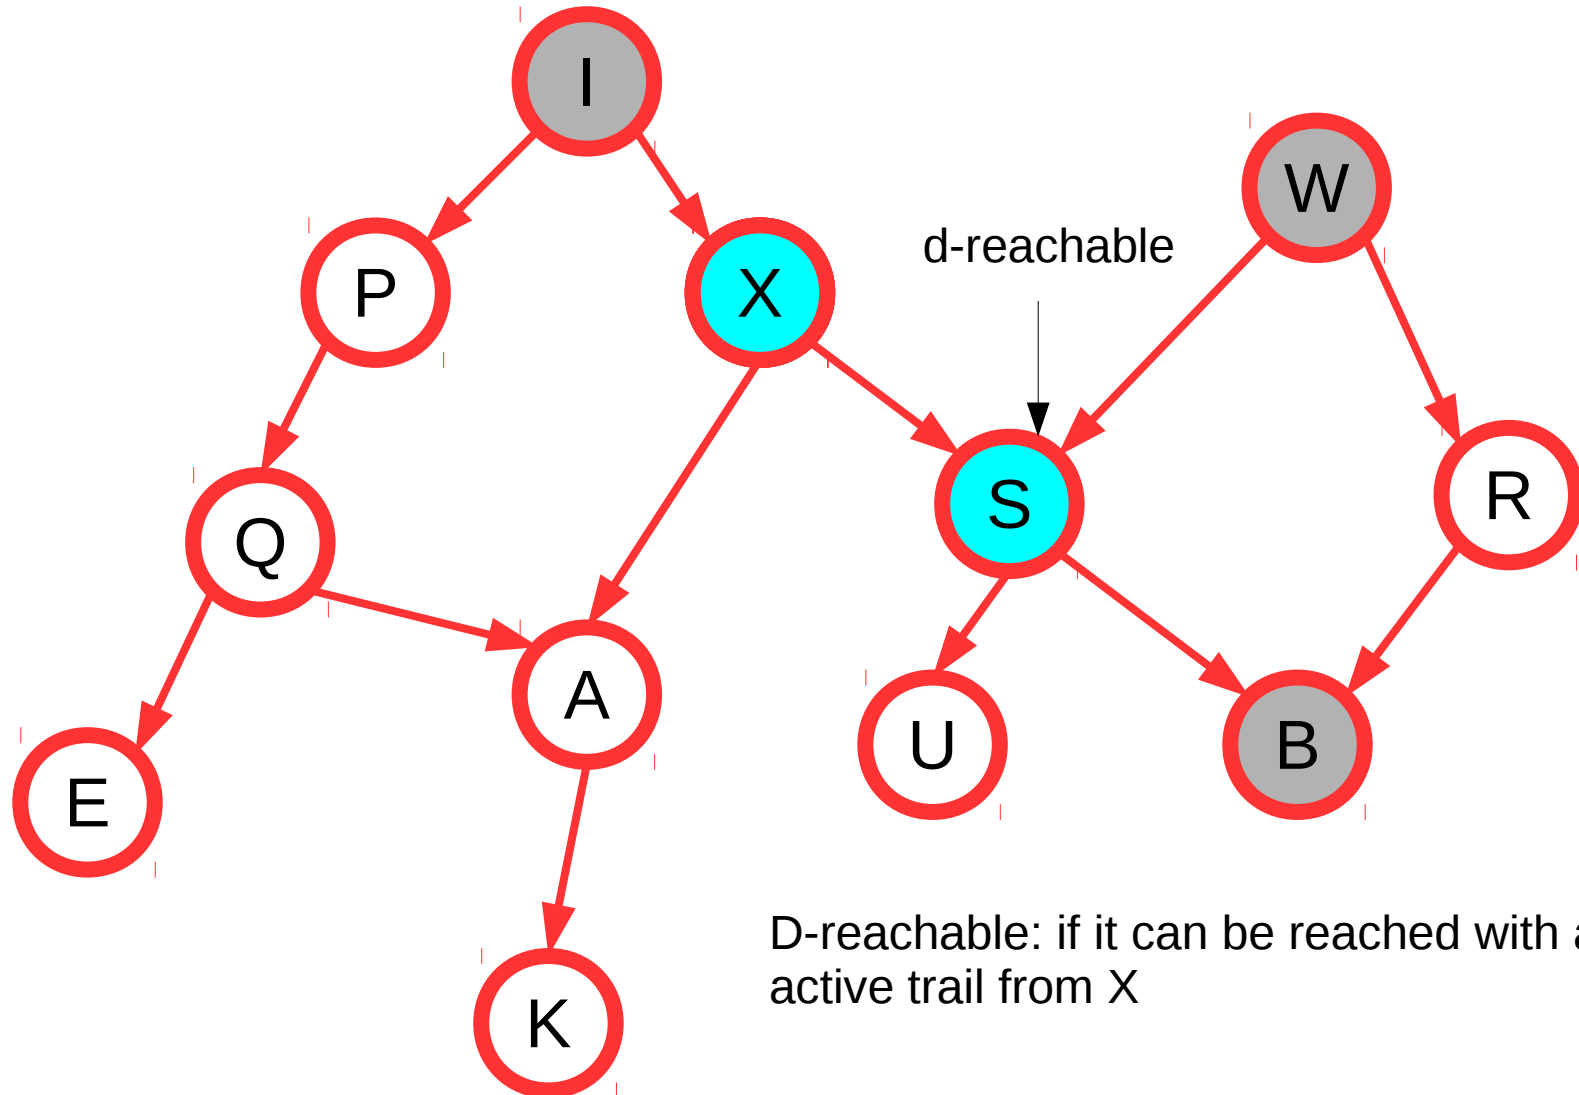 I
W
d-reachable
P
X
S
R
Q
A
U
B
E
D-reachable: if it can be reached with
active trail from X
K